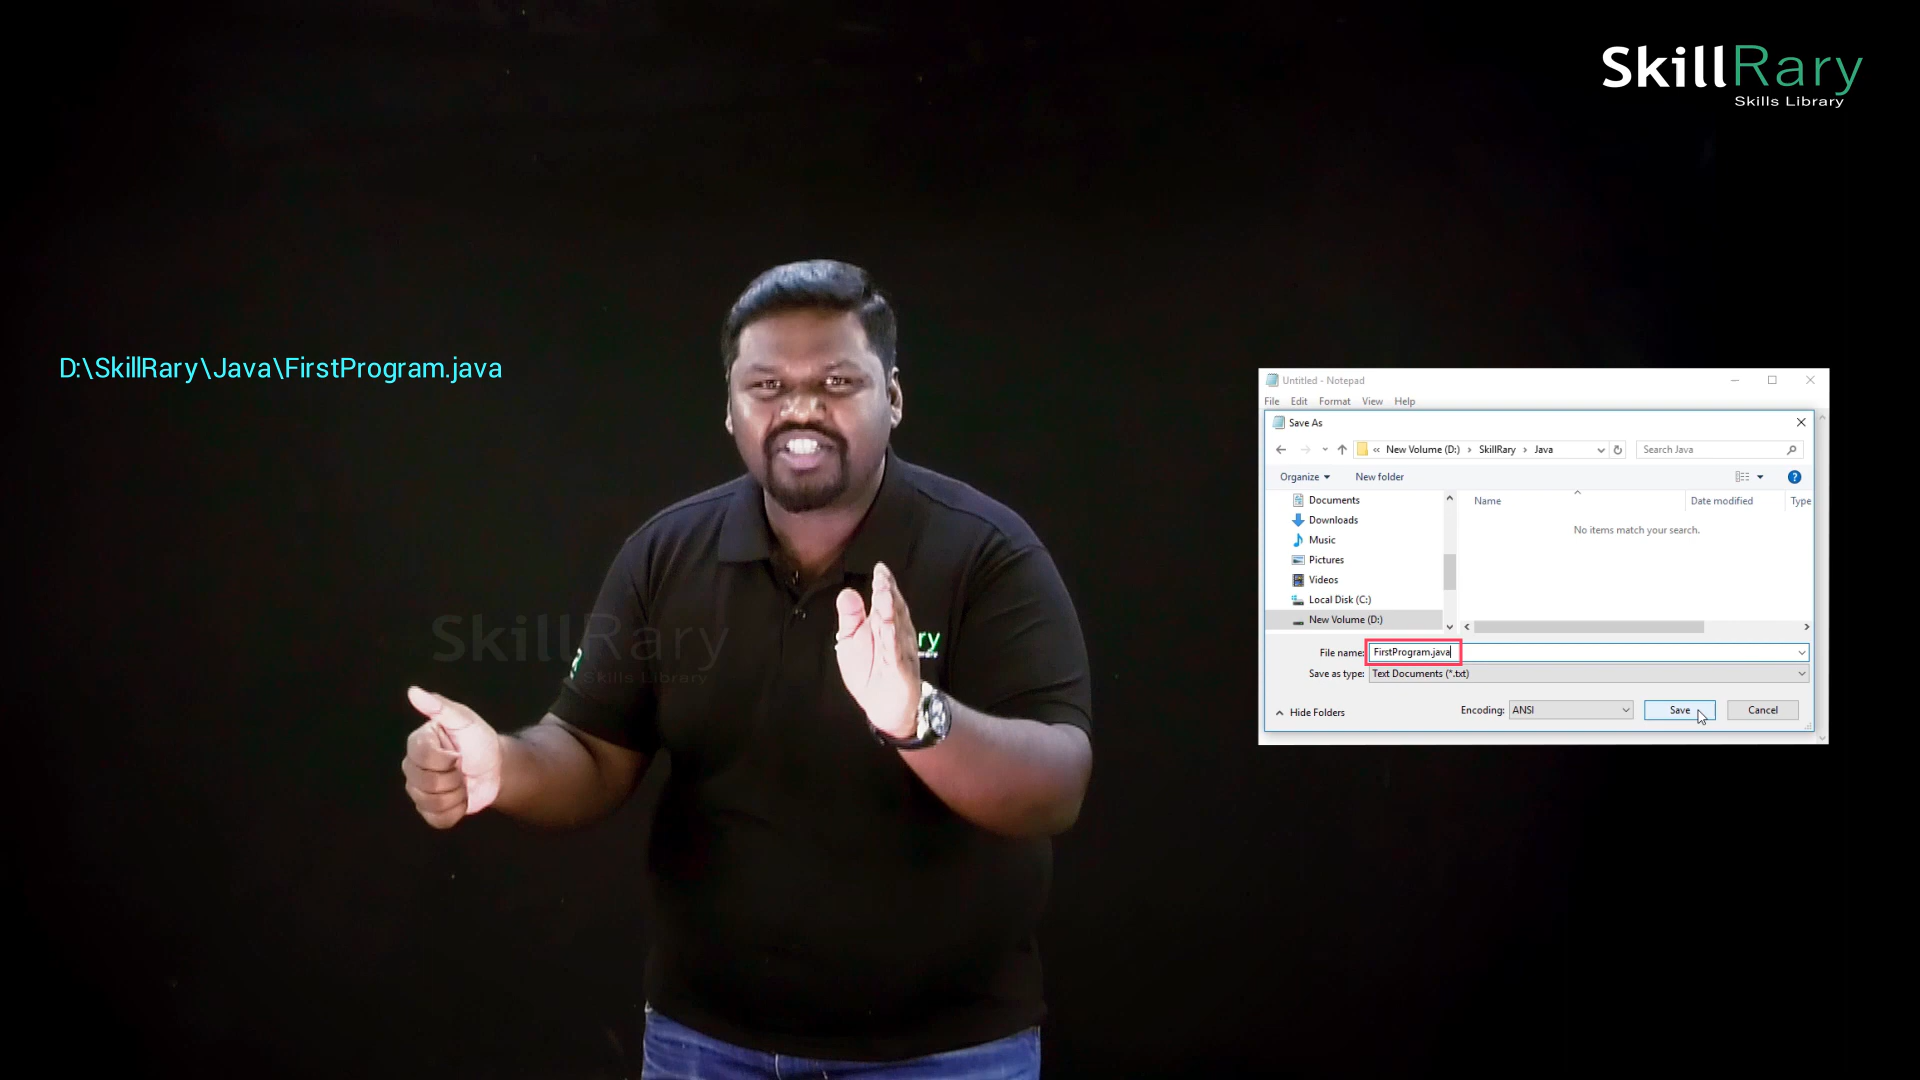 SkillRary
Skills Library
D:\SkillRary\Java\FirstProgram.java
Untitled - Notepad
File Edit Format View Help
Save As
« New Volume (D:) › SkillRary › Java
Search Java
Organize
New folder
Documents
Downloads
Music
Pictures
Videos
Local Disk (C:)
New Volume (D:)
Name
Date modified
Type
No items match your search.
File name: FirstProgram.java
Save as type: Text Documents (*.txt)
Hide Folders
Encoding: ANSI
Save
Cancel
SkillRary
Skills Library
ry